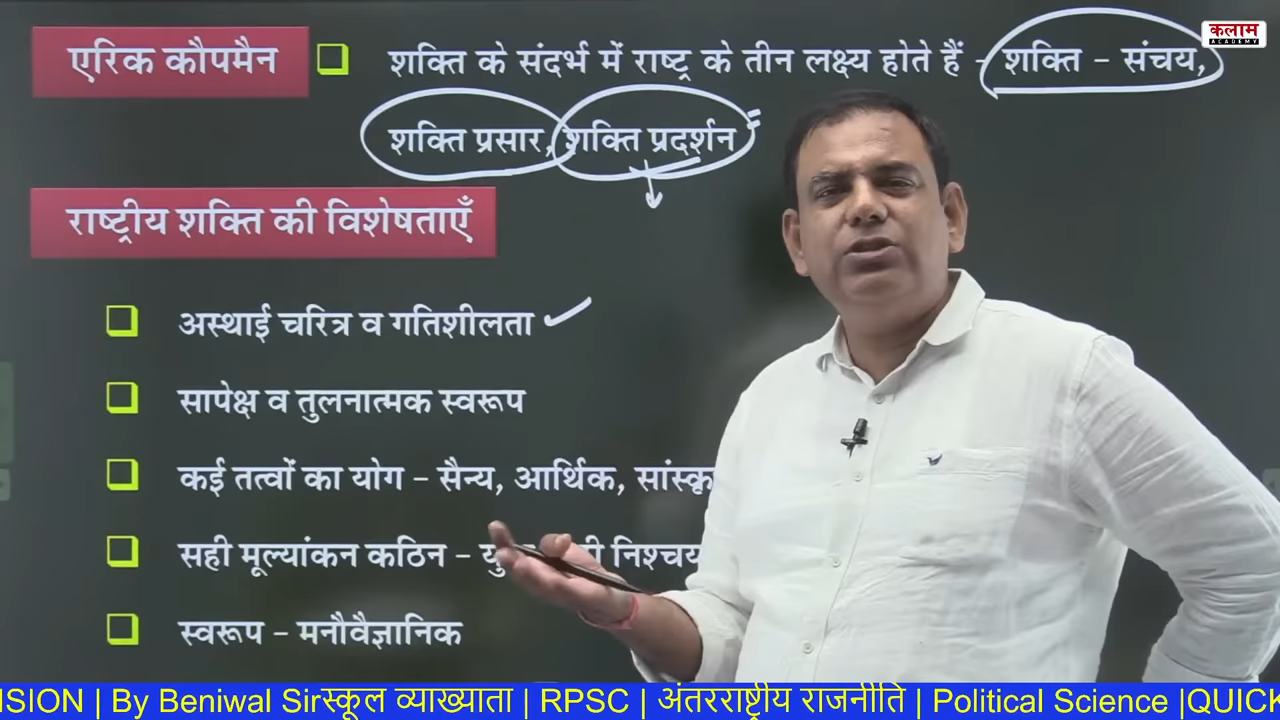 कलाम
ACADEMY
एरिक कौपमैन
शक्ति के संदर्भ में राष्ट्र के तीन लक्ष्य होते हैं - शक्ति - संचय,
शक्ति प्रसार, शक्ति प्रदर्शन
राष्ट्रीय शक्ति की विशेषताएँ
अस्थाई चरित्र व गतिशीलता
सापेक्ष व तुलनात्मक स्वरूप
कई तत्वों का योग - सैन्य, आर्थिक,
सही मूल्यांकन कठिन -
स्वरूप - मनौवैज्ञानिक
| By Beniwal Sirस्कूल व्याख्याता | RPSC | अंतरराष्ट्रीय राजनीति | Political Science |